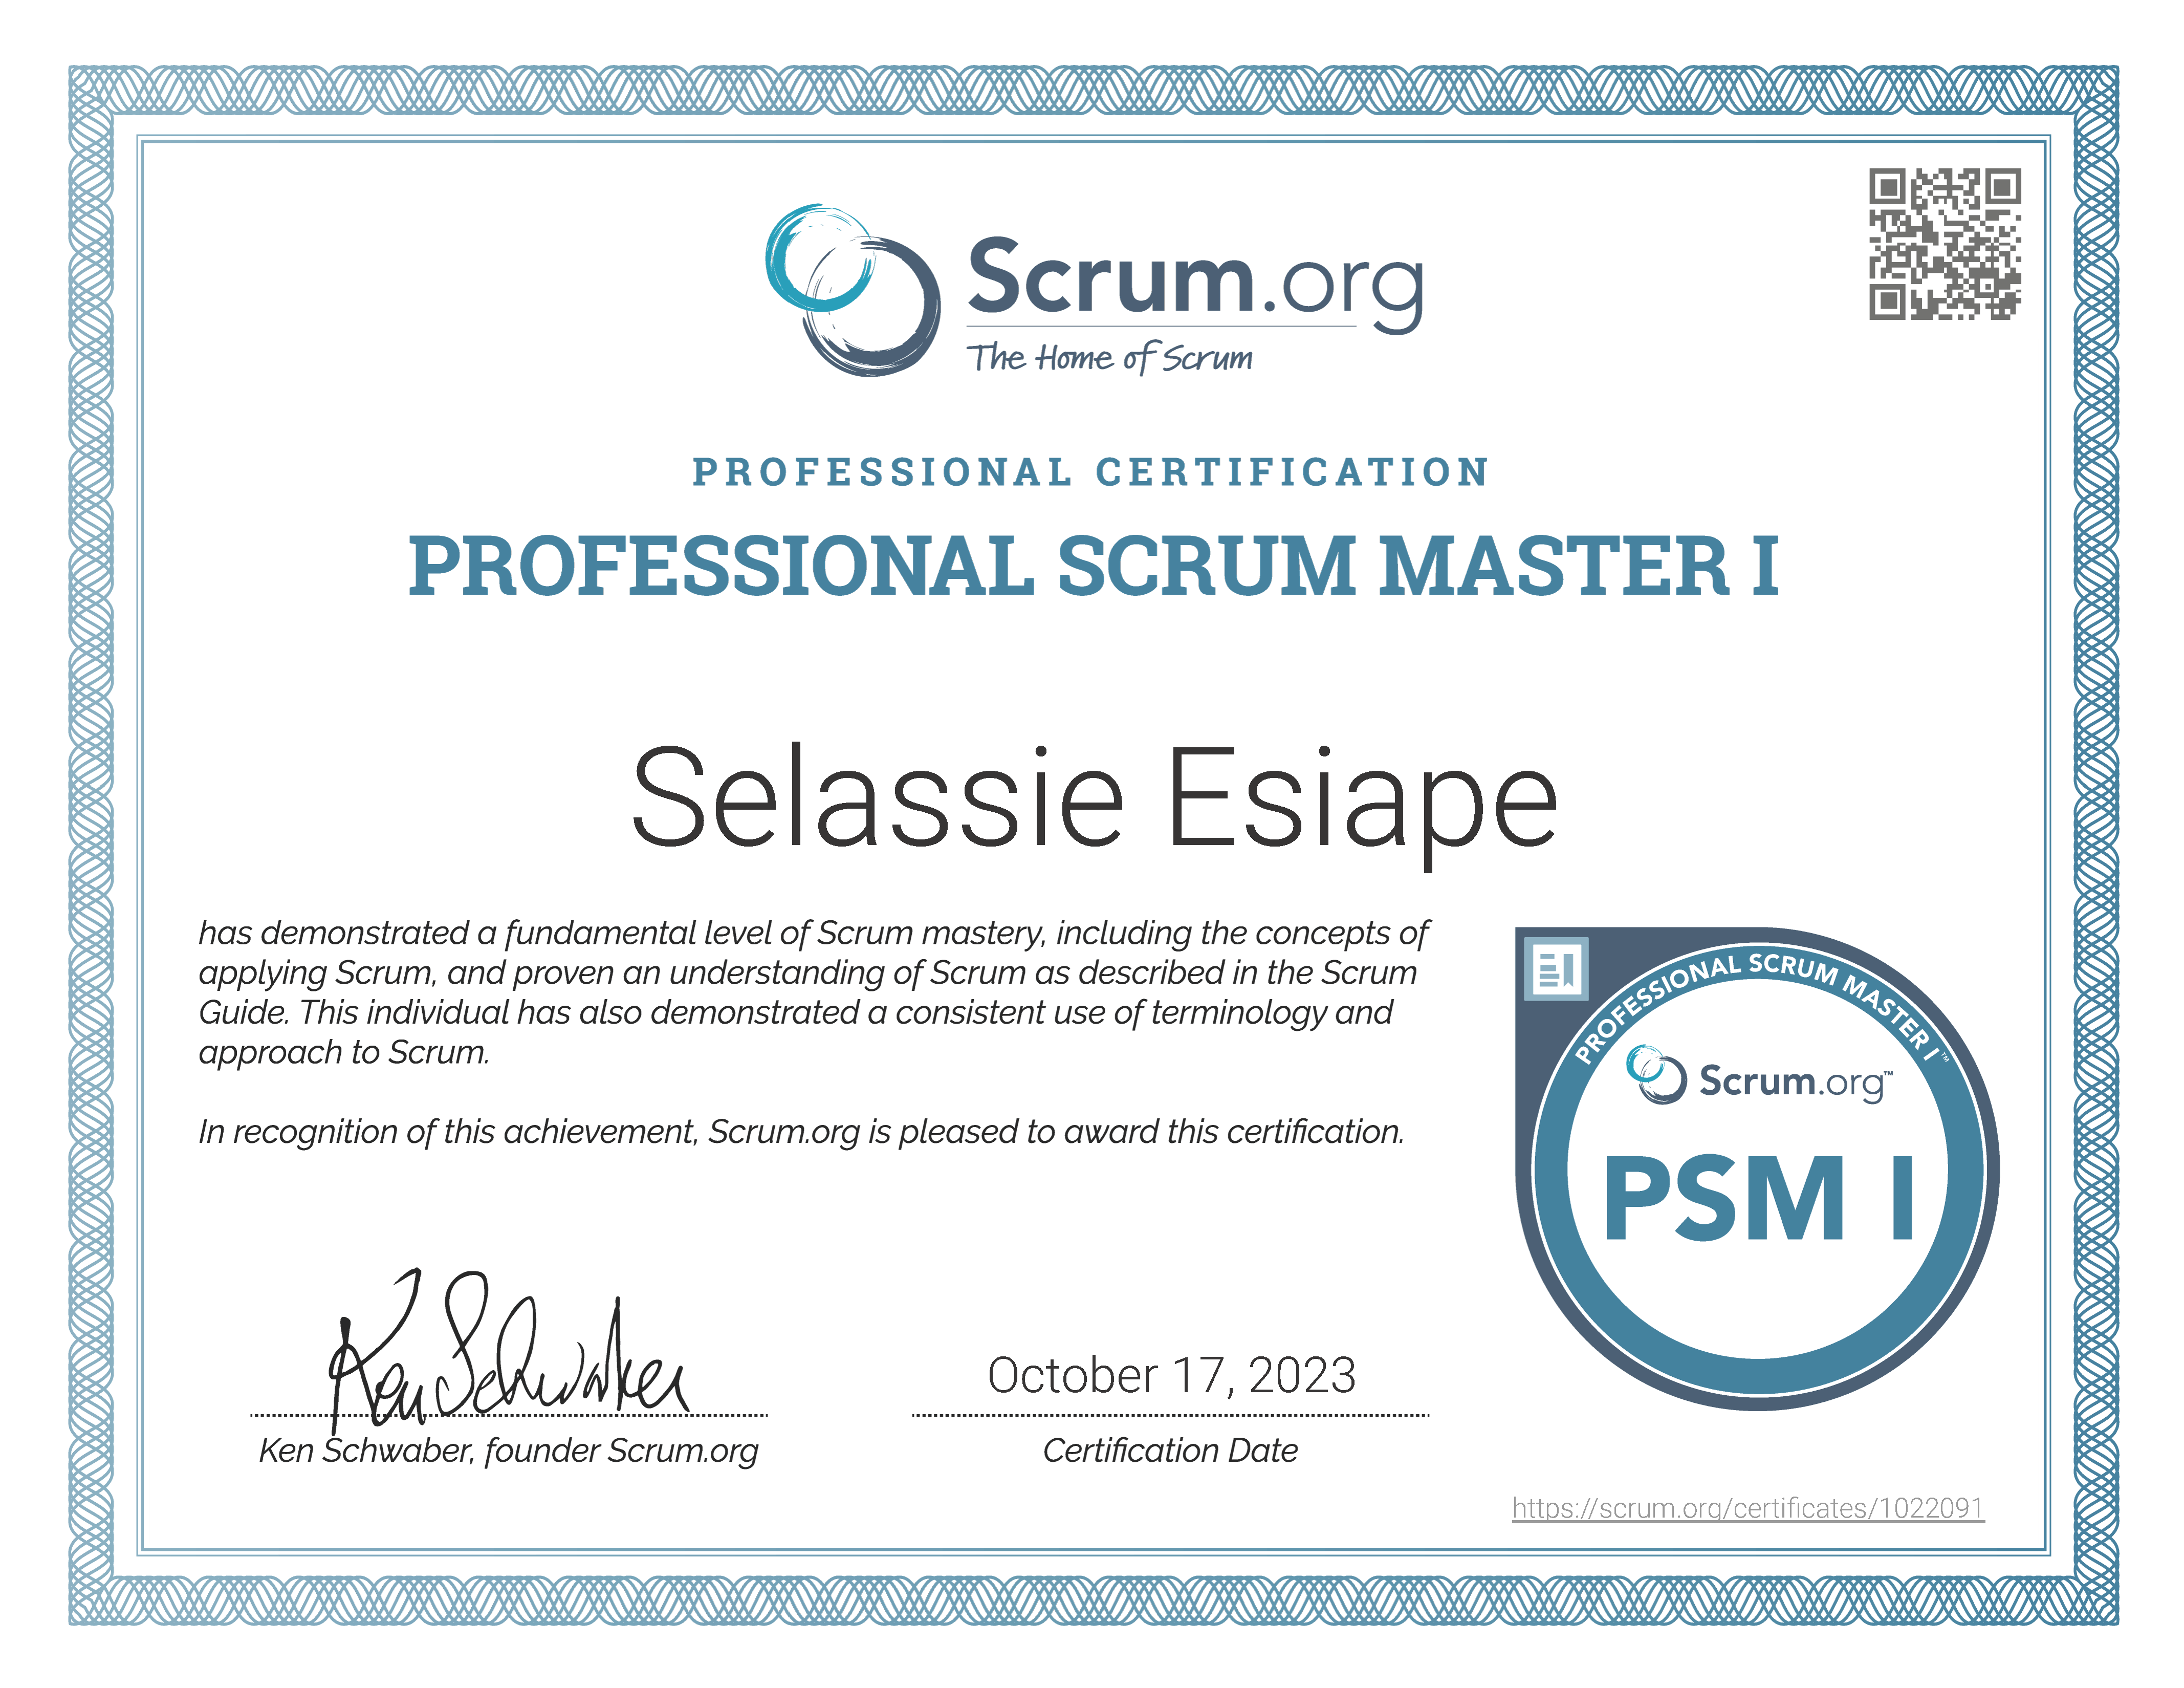 Scrum.org
The Home of Scrum
PROFESSIONAL CERTIFICATION
PROFESSIONAL SCRUM MASTER I
Selassie Esiape
has demonstrated a fundamental level of Scrum mastery, including the concepts of
applying Scrum, and proven an understanding of Scrum as described in the Scrum
Guide. This individual has also demonstrated a consistent use of terminology and
approach to Scrum.
In recognition of this achievement, Scrum.org is pleased to award this certification.
PROFESSIONAL SCRUM MASTER I™
Scrum.org™
PSM I
Ken Schwaber
Ken Schwaber, founder Scrum.org
October 17, 2023
Certification Date
https://scrum.org/certificates/1022091